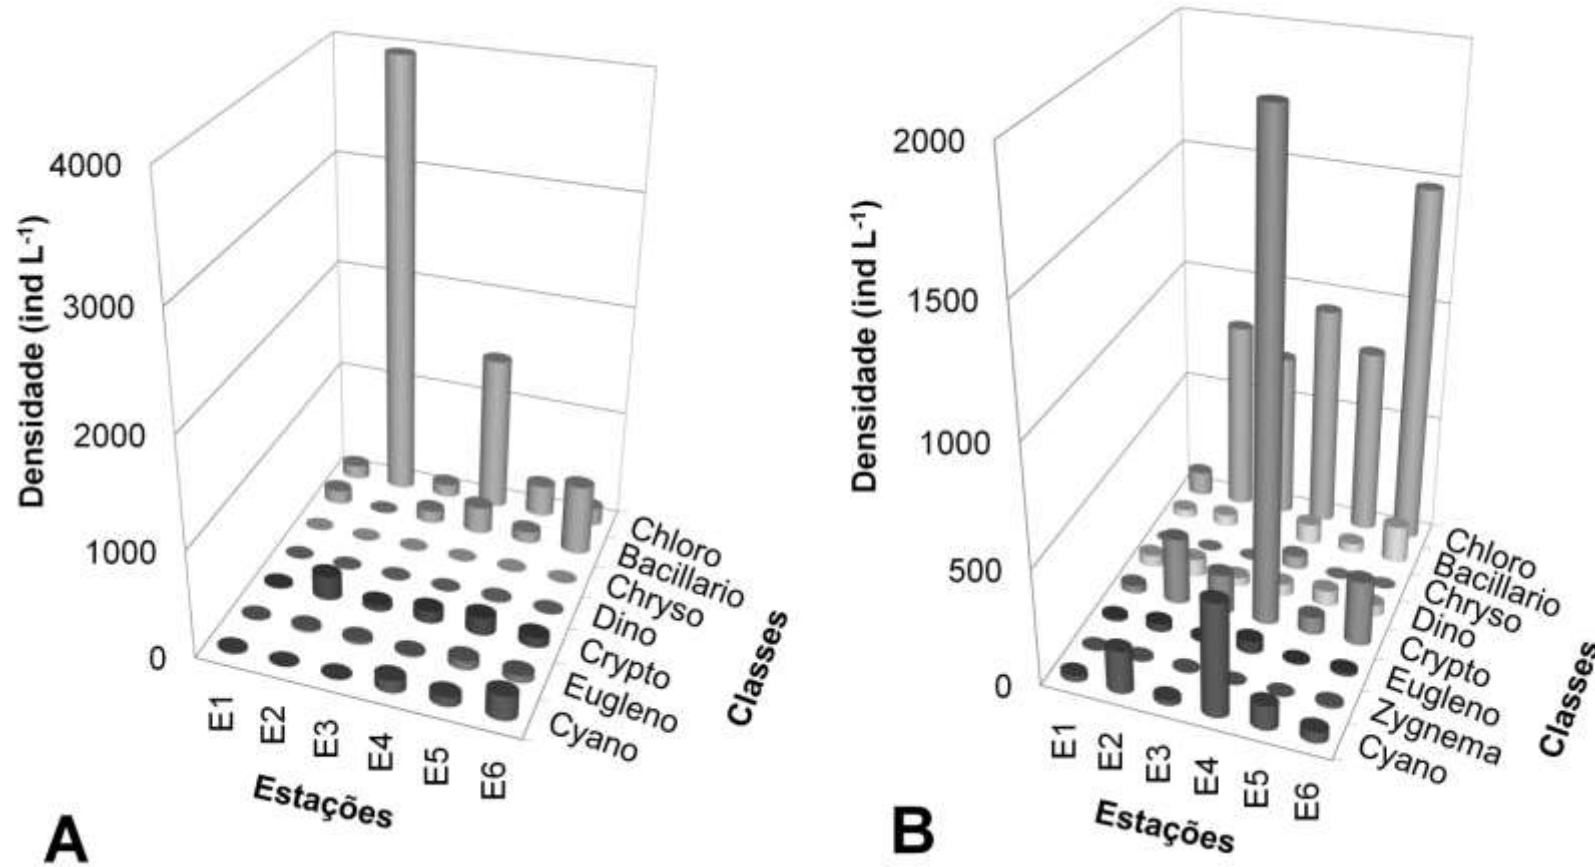 4000
3000
2000
1000
0
Densidade (ind L-1)
E1
E2
E3
E4
E5
E6
Estações
Chloro
Bacillario
Chryso
Dino
Crypto
Eugleno
Cyano
Classes
A
2000
1500
1000
500
0
Densidade (ind L-1)
E1
E2
E3
E4
E5
E6
Estações
Chloro
Bacillario
Chryso
Dino
Crypto
Eugleno
Zygnema
Cyano
Classes
B